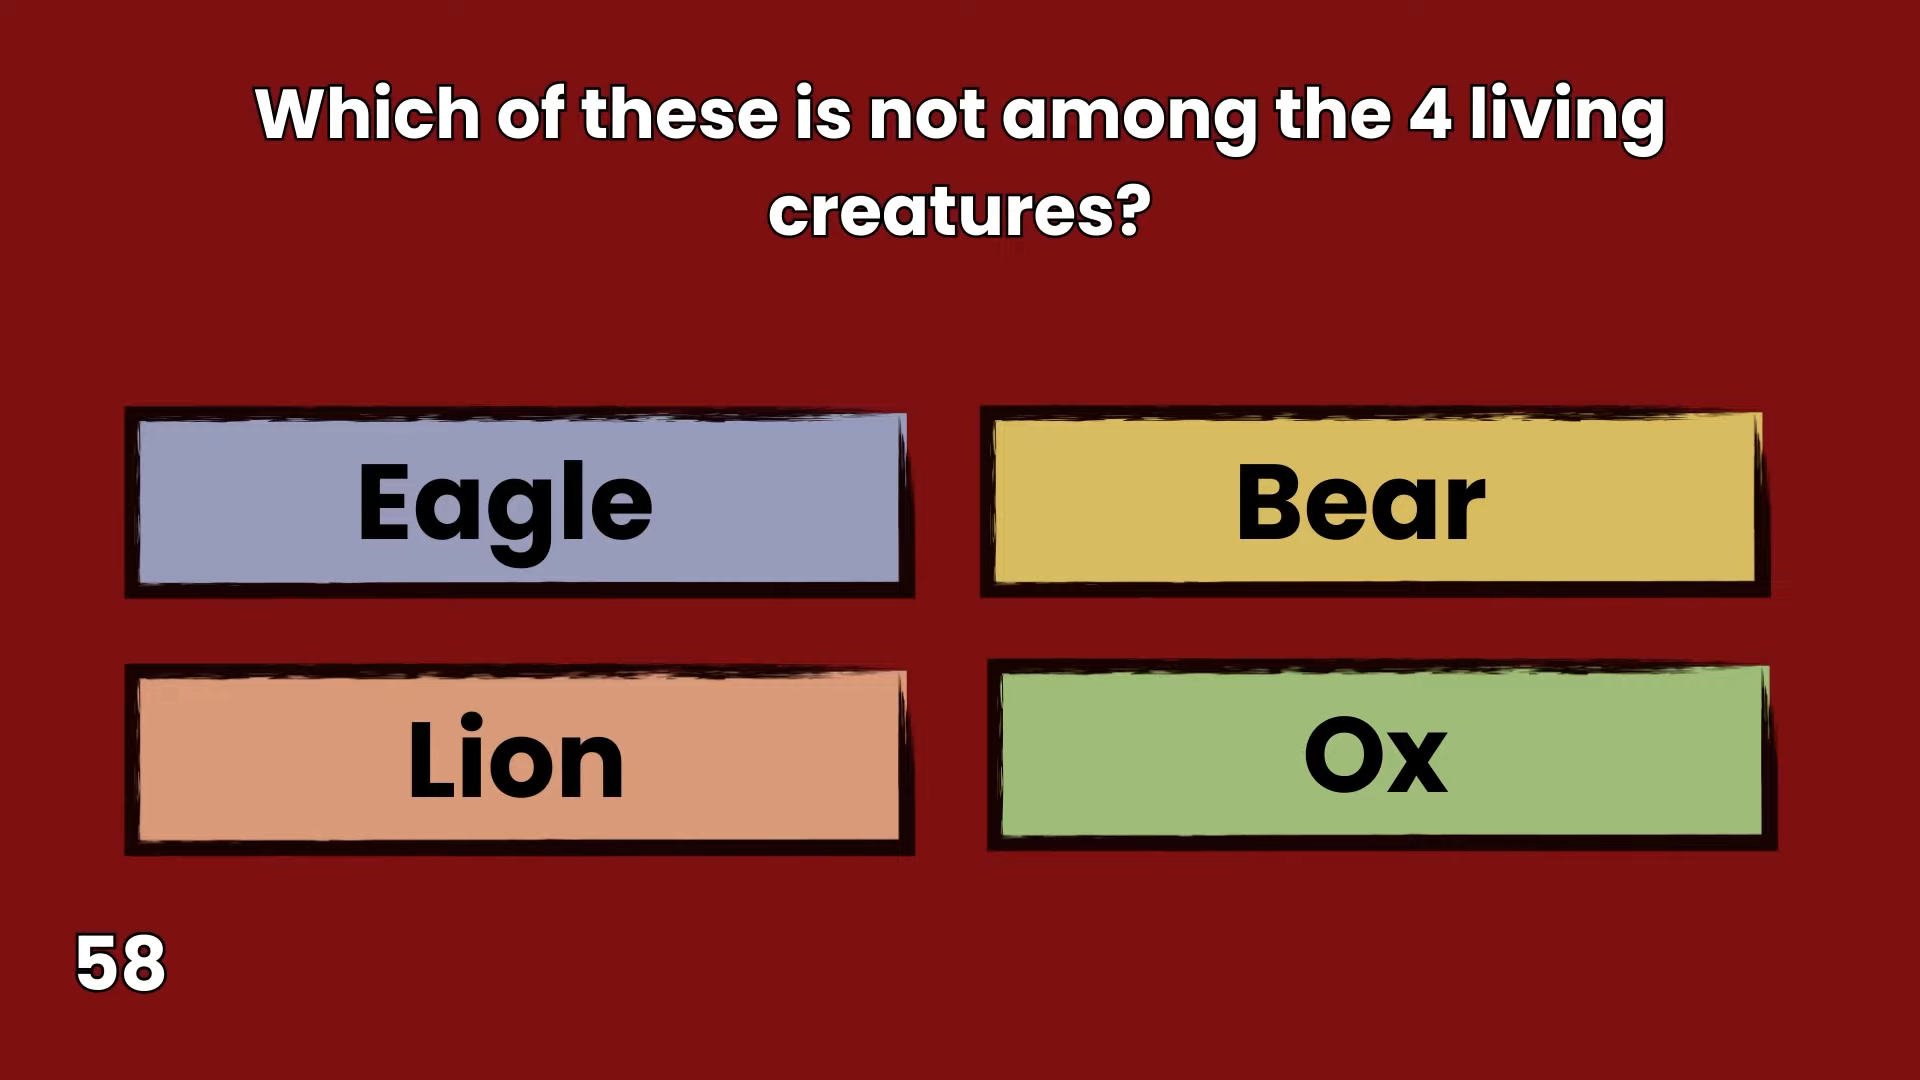 Which of these is not among the 4 living
creatures?
Eagle
Bear
Lion
Ox
58